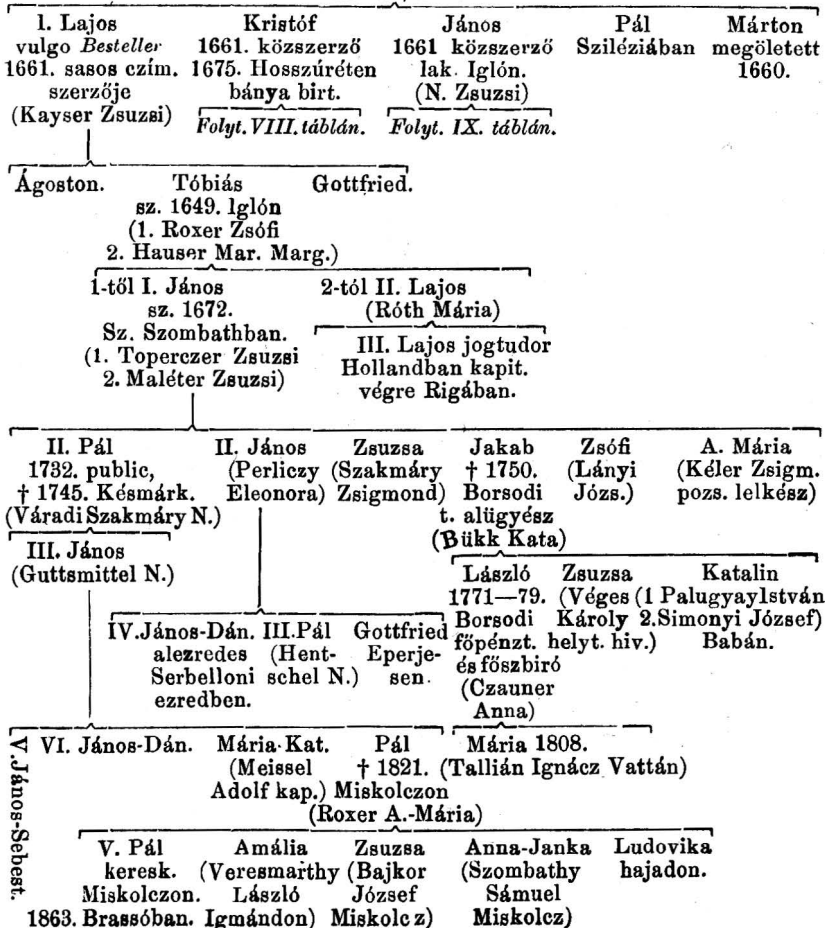 I. Lajos Kristóf János Pál Márton
vulgo Besteller 1661. közszerző 1661 közszerző Sziléziában megöletett
1661. sasos czím. 1675. Hosszúréten lak. Iglón. 1660.
szerzője bánya birt. (N. Zsuzsi)
(Kayser Zsuzsi) Folyt. VIII. táblán. Folyt. IX. táblán.
Ágoston. Tóbiás Gottfried.
sz. 1649. Iglón
(1. Roxer Zsófi
2. Hauser Mar. Marg.)
1-től I. János 2-tól II. Lajos
sz. 1672. (Róth Mária)
Sz. Szombathban. III. Lajos jogtudor
(1. Toperczer Zsuzsi Hollandban kapit.
2. Maléter Zsuzsi) végre Rigában.
II. Pál II. János Zsuzsa Jakab Zsófi A. Mária
1732. public, (Perliczy (Szakmáry † 1750. (Lányi (Kéler Zsigm.
† 1745. Késmárk. Eleonora) Zsigmond) Borsodi Józs.) pozs. lelkész)
(Váradi Szakmáry N.) t. alügyész
(Bükk Kata)
III. János
(Guttsmittel N.)
László Zsuzsa Katalin
1771—79. (Véges (1 Palugyay István
Borsodi Károly 2. Simonyi József)
főpénzt. helyt. hiv.) Babán.
és főszbiró
(Czauner
Anna)
IV. János-Dán. III. Pál Gottfried
alezredes (Hent- Eperje-
Serbelloni schel N.) sen.
ezredben.
V. János-Sebest.
VI. János-Dán. Mária-Kat. Pál Mária 1808.
(Meissel † 1821. (Tallián Ignácz Vattán)
Adolf kap.) Miskolczon
(Roxer A.-Mária)
V. Pál Amália Zsuzsa Anna-Janka Ludovika
keresk. (Veresmarthy (Bajkor (Szombathy hajadon.
Miskolczon. László József Sámuel
1863. Brassóban. Igmándon) Miskolcz) Miskolcz)